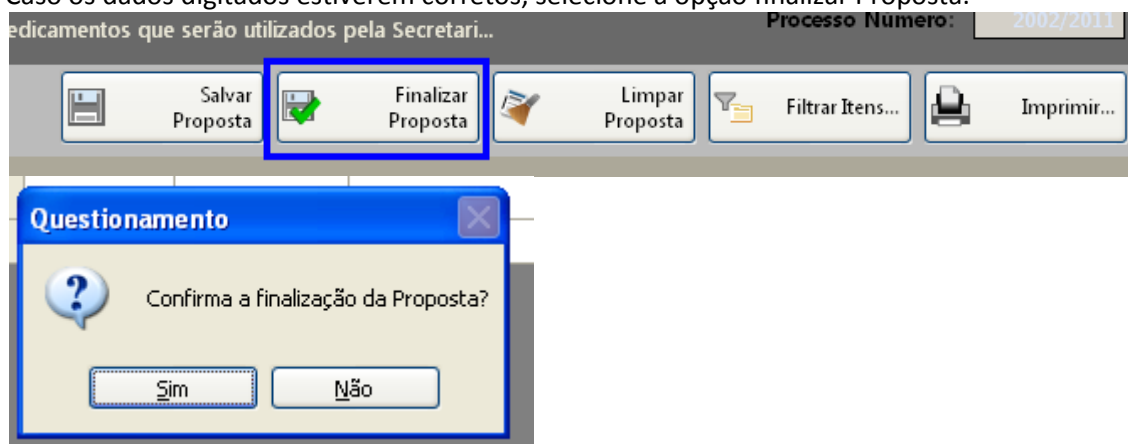 Caso os dados digitados estiverem corretos, selecione a opção finalizar Proposta.
edicamentos que serão utilizados pela Secretari...
Processo Número: 2002/2011
Salvar Proposta
Finalizar Proposta
Limpar Proposta
Filtrar Itens...
Imprimir...
Questionamento
Confirma a finalização da Proposta?
Sim
Não